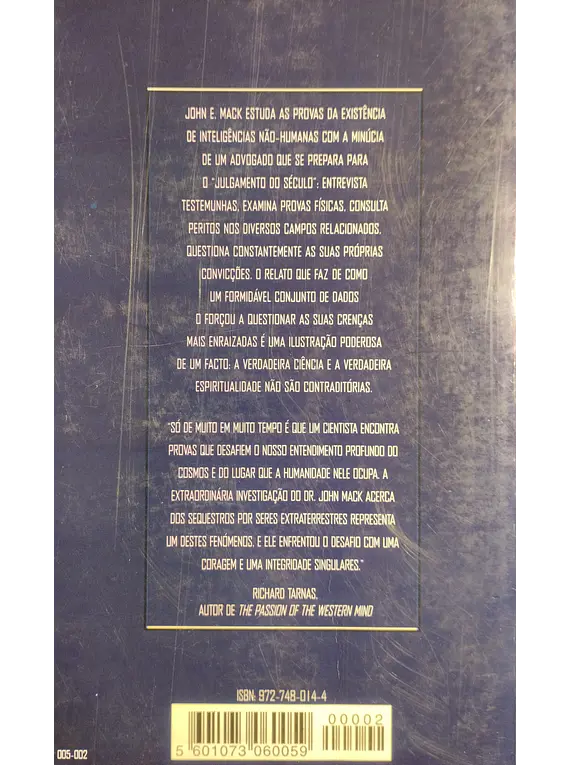 JOHN E. MACK ESTUDA AS PROVAS DA EXISTÊNCIA
DE INTELIGÊNCIAS NÃO-HUMANAS COM A MINÚCIA
DE UM ADVOGADO QUE SE PREPARA PARA
O "JULGAMENTO DO SÉCULO": ENTREVISTA
TESTEMUNHAS, EXAMINA PROVAS FÍSICAS, CONSULTA
PERITOS NOS DIVERSOS CAMPOS RELACIONADOS,
QUESTIONA CONSTANTEMENTE AS SUAS PRÓPRIAS
CONVICÇÕES. O RELATO QUE FAZ DE COMO
UM FORMIDÁVEL CONJUNTO DE DADOS
O FORÇOU A QUESTIONAR AS SUAS CRENÇAS
MAIS ENRAIZADAS É UMA ILUSTRAÇÃO PODEROSA
DE UM FACTO: A VERDADEIRA CIÊNCIA E A VERDADEIRA
ESPIRITUALIDADE NÃO SÃO CONTRADITÓRIAS.
"SÓ DE MUITO EM MUITO TEMPO É QUE UM CIENTISTA ENCONTRA
PROVAS QUE DESAFIEM O NOSSO ENTENDIMENTO PROFUNDO DO
COSMOS E DO LUGAR QUE A HUMANIDADE NELE OCUPA. A
EXTRAORDINÁRIA INVESTIGAÇÃO DO DR. JOHN MACK ACERCA
DOS SEQUESTROS POR SERES EXTRATERRESTRES REPRESENTA
UM DESTES FENÓMENOS. E ELE ENFRENTOU O DESAFIO COM UMA
CORAGEM E UMA INTEGRIDADE SINGULARES."
RICHARD TARNAS,
AUTOR DE THE PASSION OF THE WESTERN MIND
ISBN: 972-748-014-4
00002
5 601073 060059
005-002